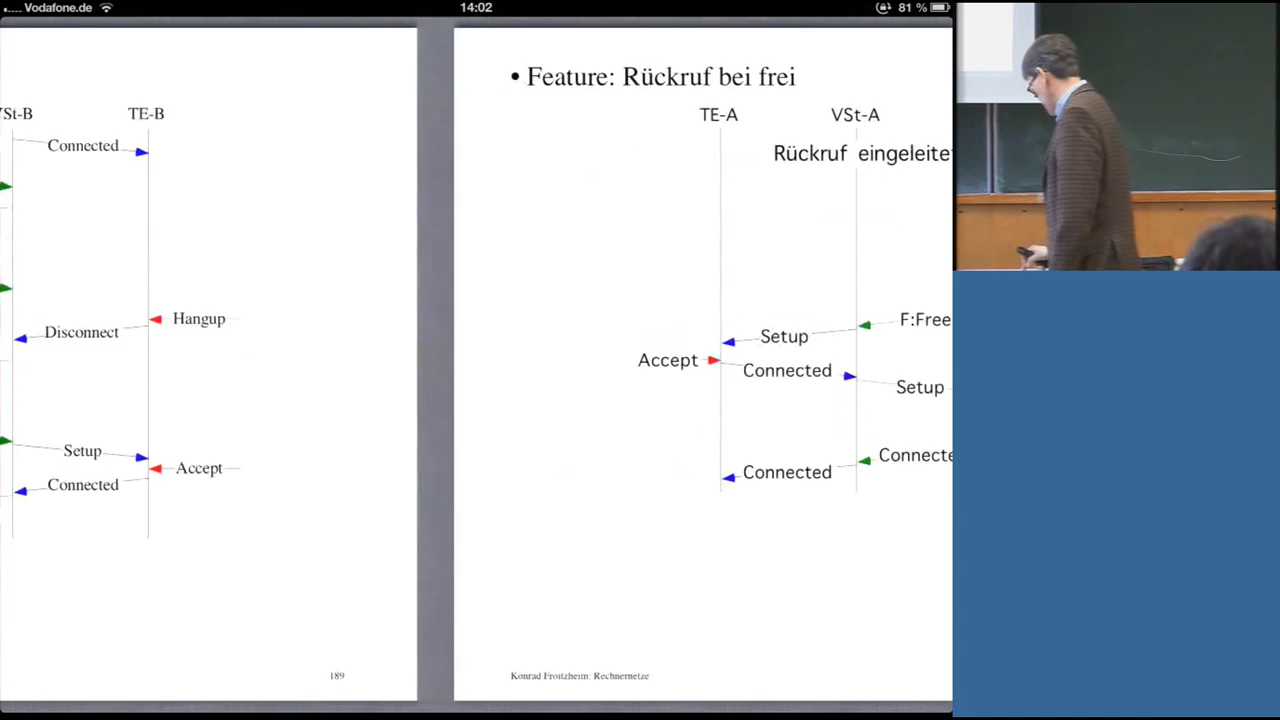 ..... Vodafone.de
14:02
81 %
VSt-B
TE-B
Connected
Hangup
Disconnect
Setup
Accept
Connected
189
• Feature: Rückruf bei frei
TE-A
VSt-A
Rückruf eingeleitet
F:Free
Setup
Accept
Connected
Setup
Connecte
Connected
Konrad Froitzheim: Rechnernetze